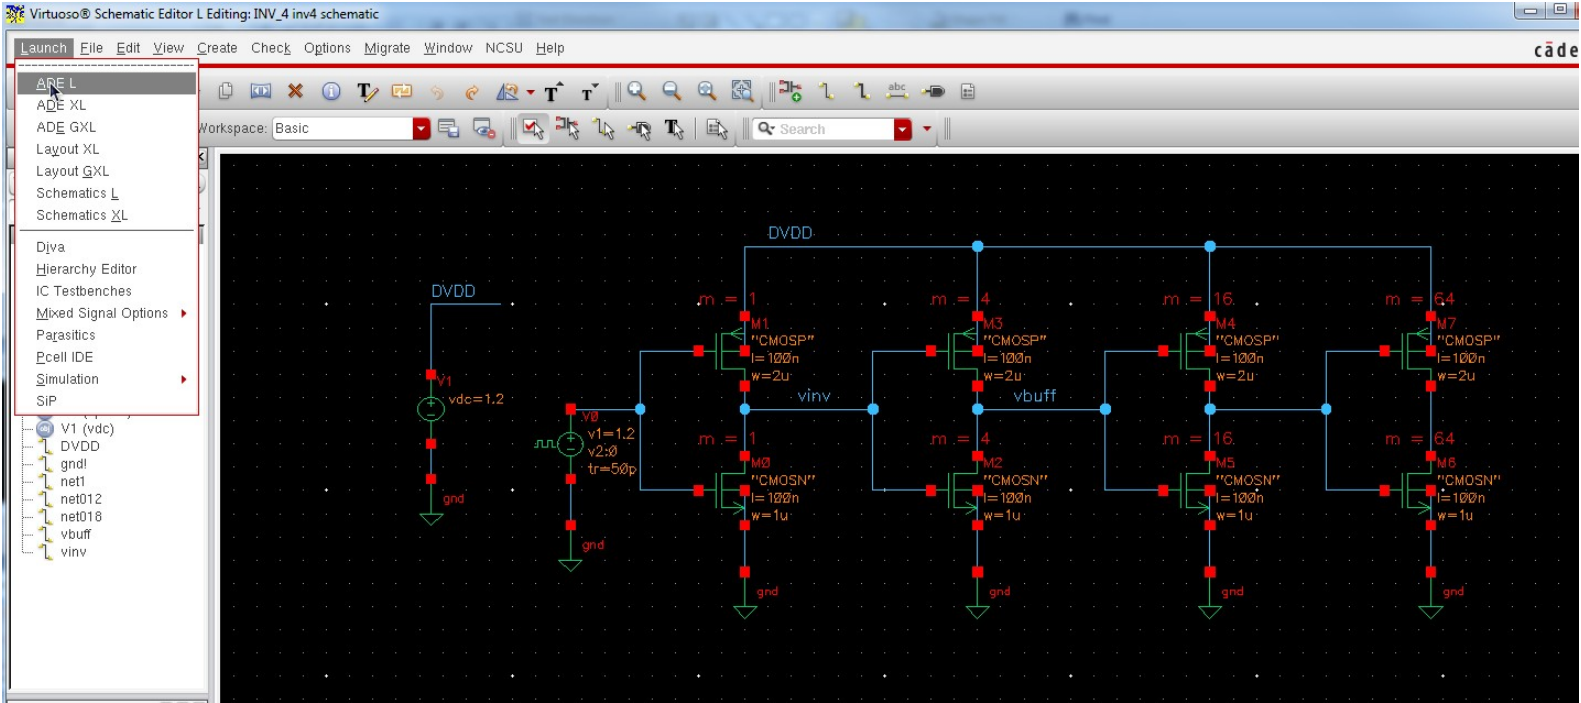 Virtuoso® Schematic Editor L Editing: INV_4 inv4 schematic
Launch File Edit View Create Check Options Migrate Window NCSU Help
cāde
ADE L
ADE XL
ADE GXL
Layout XL
Layout GXL
Schematics L
Schematics XL
Diva
Hierarchy Editor
IC Testbenches
Mixed Signal Options
Parasitics
Pcell IDE
Simulation
SiP
Workspace: Basic
Search
V1 (vdc)
DVDD
gnd!
net1
net012
net018
vbuff
vinv
DVDD
V1
vdc=1.2
gnd
V0
v1=1.2
v2:0
tr=50p
gnd
DVDD
m = 1
M1
"CMOSP"
l=100n
w=2u
vinv
m = 1
M0
"CMOSN"
l=100n
w=1u
gnd
m = 4
M3
"CMOSP"
l=100n
w=2u
vbuff
m = 4
M2
"CMOSN"
l=100n
w=1u
gnd
m = 16
M4
"CMOSP"
l=100n
w=2u
m = 16
M5
"CMOSN"
l=100n
w=1u
gnd
m = 64
M7
"CMOSP"
l=100n
w=2u
m = 64
M6
"CMOSN"
l=100n
w=1u
gnd